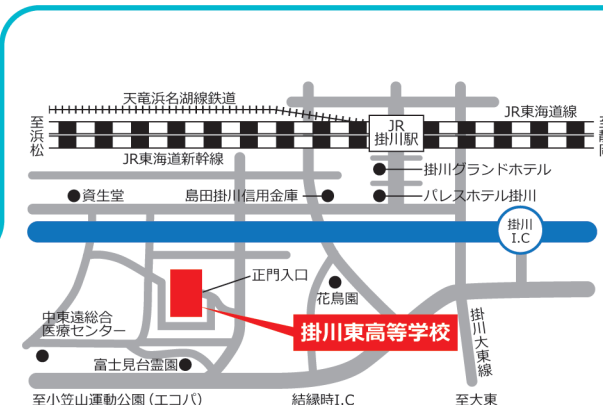 天竜浜名湖線鉄道
JR東海道線
至浜松
JR
掛川駅
至静岡
JR東海道新幹線
掛川グランドホテル
資生堂
島田掛川信用金庫
パレスホテル掛川
掛川
I.C
正門入口
花鳥園
中東遠総合
医療センター
掛川東高等学校
掛川大東線
富士見台霊園
至小笠山運動公園(エコパ)
結縁時I.C
至大東